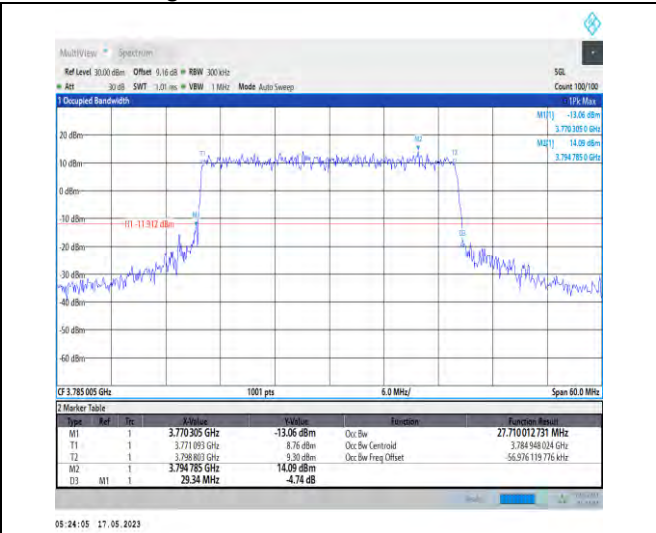 MultiView Spectrum
Ref Level 30.00 dBm Offset 9.16 dB RBW 300 kHz SGL
Att 30 dB SWT 1.01 ms VBW 1 MHz Mode Auto Sweep Count 100/100
1 Occupied Bandwidth 1Pk Max
M1[1] -13.06 dBm
3.770 305 0 GHz
M2[1] 14.09 dBm
3.794 785 0 GHz
20 dBm
M2
T1 T2
10 dBm
0 dBm
-10 dBm
M1
H1 -11.912 dBm
D3
-20 dBm
-30 dBm
-40 dBm
-50 dBm
-60 dBm
CF 3.785 005 GHz 1001 pts 6.0 MHz/ Span 60.0 MHz
2 Marker Table
Type Ref Trc X-Value Y-Value Function Function Result
M1 1 3.770 305 GHz -13.06 dBm Occ Bw 27.710 012 731 MHz
T1 1 3.771 093 GHz 8.76 dBm Occ Bw Centroid 3.784 948 024 GHz
T2 1 3.798 803 GHz 9.30 dBm Occ Bw Freq Offset -56.976 119 776 kHz
M2 1 3.794 785 GHz 14.09 dBm
D3 M1 1 29.34 MHz -4.74 dB
05:24:05 17.05.2023